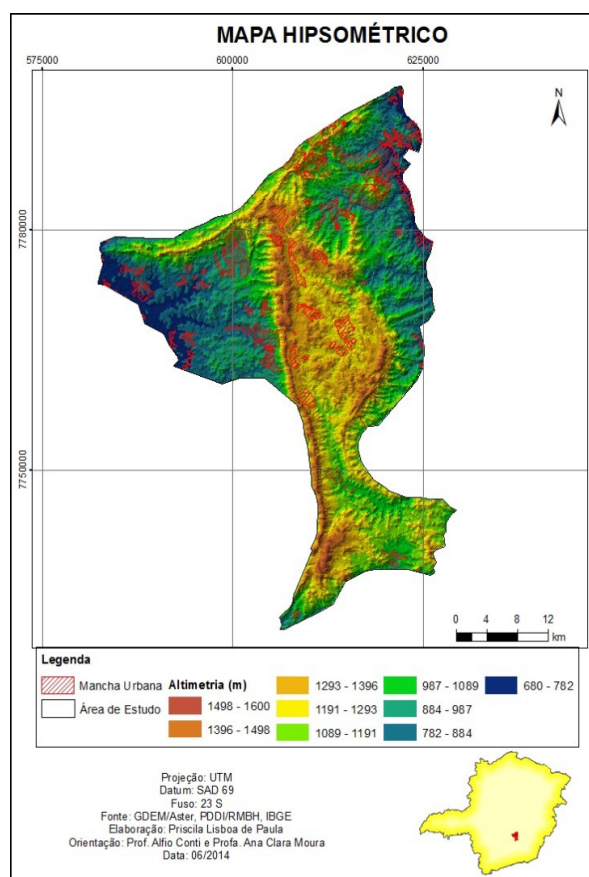 MAPA HIPSOMÉTRICO
575000 600000 625000
N
7780000 7780000
7750000 7750000
0 4 8 12
km
Legenda
Mancha Urbana
Área de Estudo
Altimetria (m)
1498 - 1600
1396 - 1498
1293 - 1396
1191 - 1293
1089 - 1191
987 - 1089
884 - 987
782 - 884
680 - 782
Projeção: UTM
Datum: SAD 69
Fuso: 23 S
Fonte: GDEM/Aster, PDDI/RMBH, IBGE
Elaboração: Priscila Lisboa de Paula
Orientação: Prof. Alfio Conti e Profa. Ana Clara Moura
Data: 06/2014